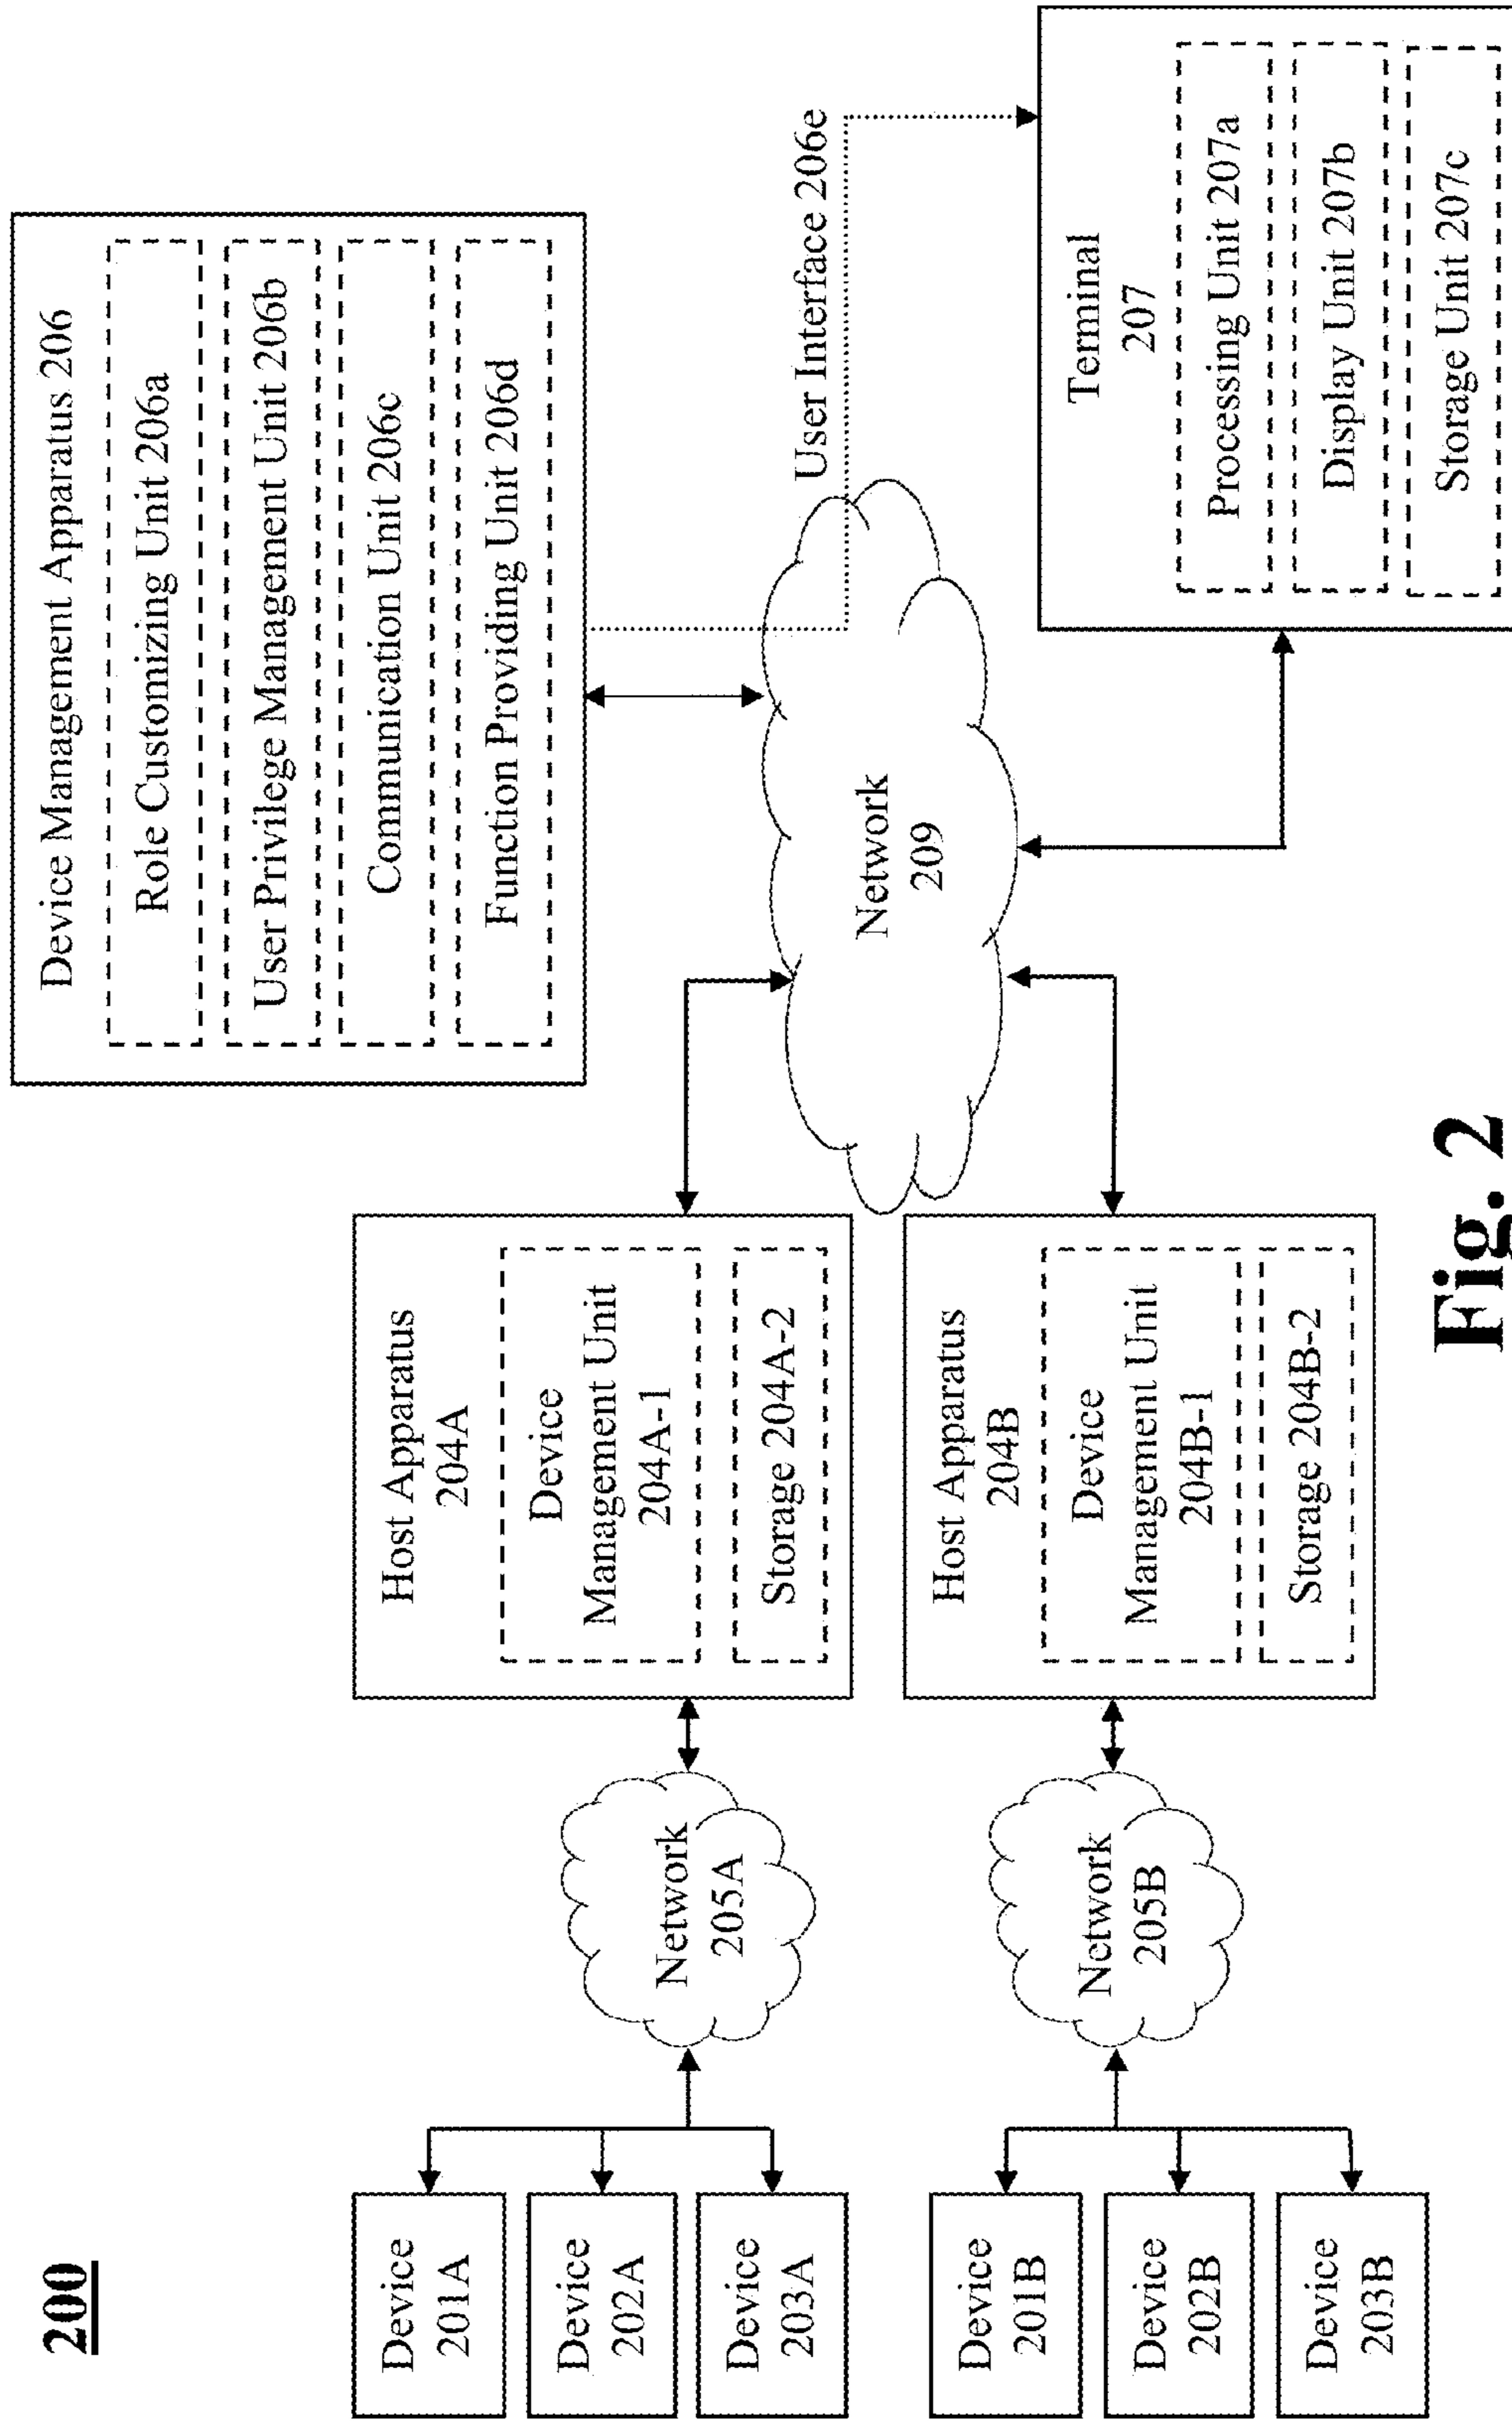 200
Device
201A
Device
202A
Device
203A
Device
201B
Device
202B
Device
203B
Network
205A
Network
205B
Host Apparatus
204A
Device
Management Unit
204A-1
Storage 204A-2
Host Apparatus
204B
Device
Management Unit
204B-1
Storage 204B-2
Network
209
Device Management Apparatus 206
Role Customizing Unit 206a
User Privilege Management Unit 206b
Communication Unit 206c
Function Providing Unit 206d
User Interface 206e
Terminal
207
Processing Unit 207a
Display Unit 207b
Storage Unit 207c
Fig. 2